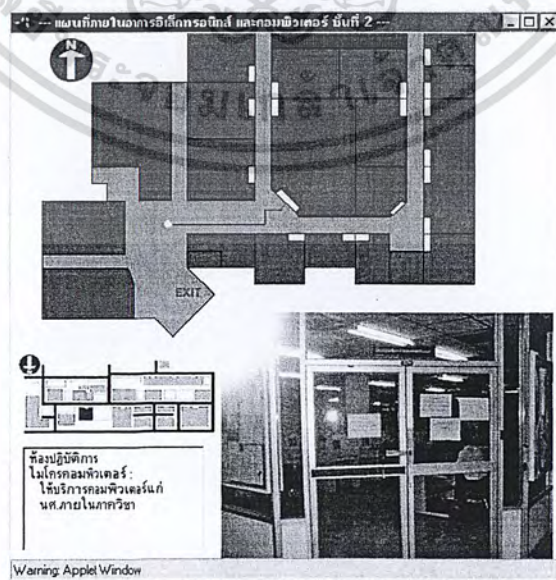 --- แผนที่ภายในอาคารอิเล็กทรอนิกส์ และคอมพิวเตอร์ ชั้นที่ 2 ---
N
EXIT
ห้องปฏิบัติการ
ไมโครคอมพิวเตอร์ :
ให้บริการคอมพิวเตอร์แก่
นศ.ภายในภาควิชา
Warning: Applet Window